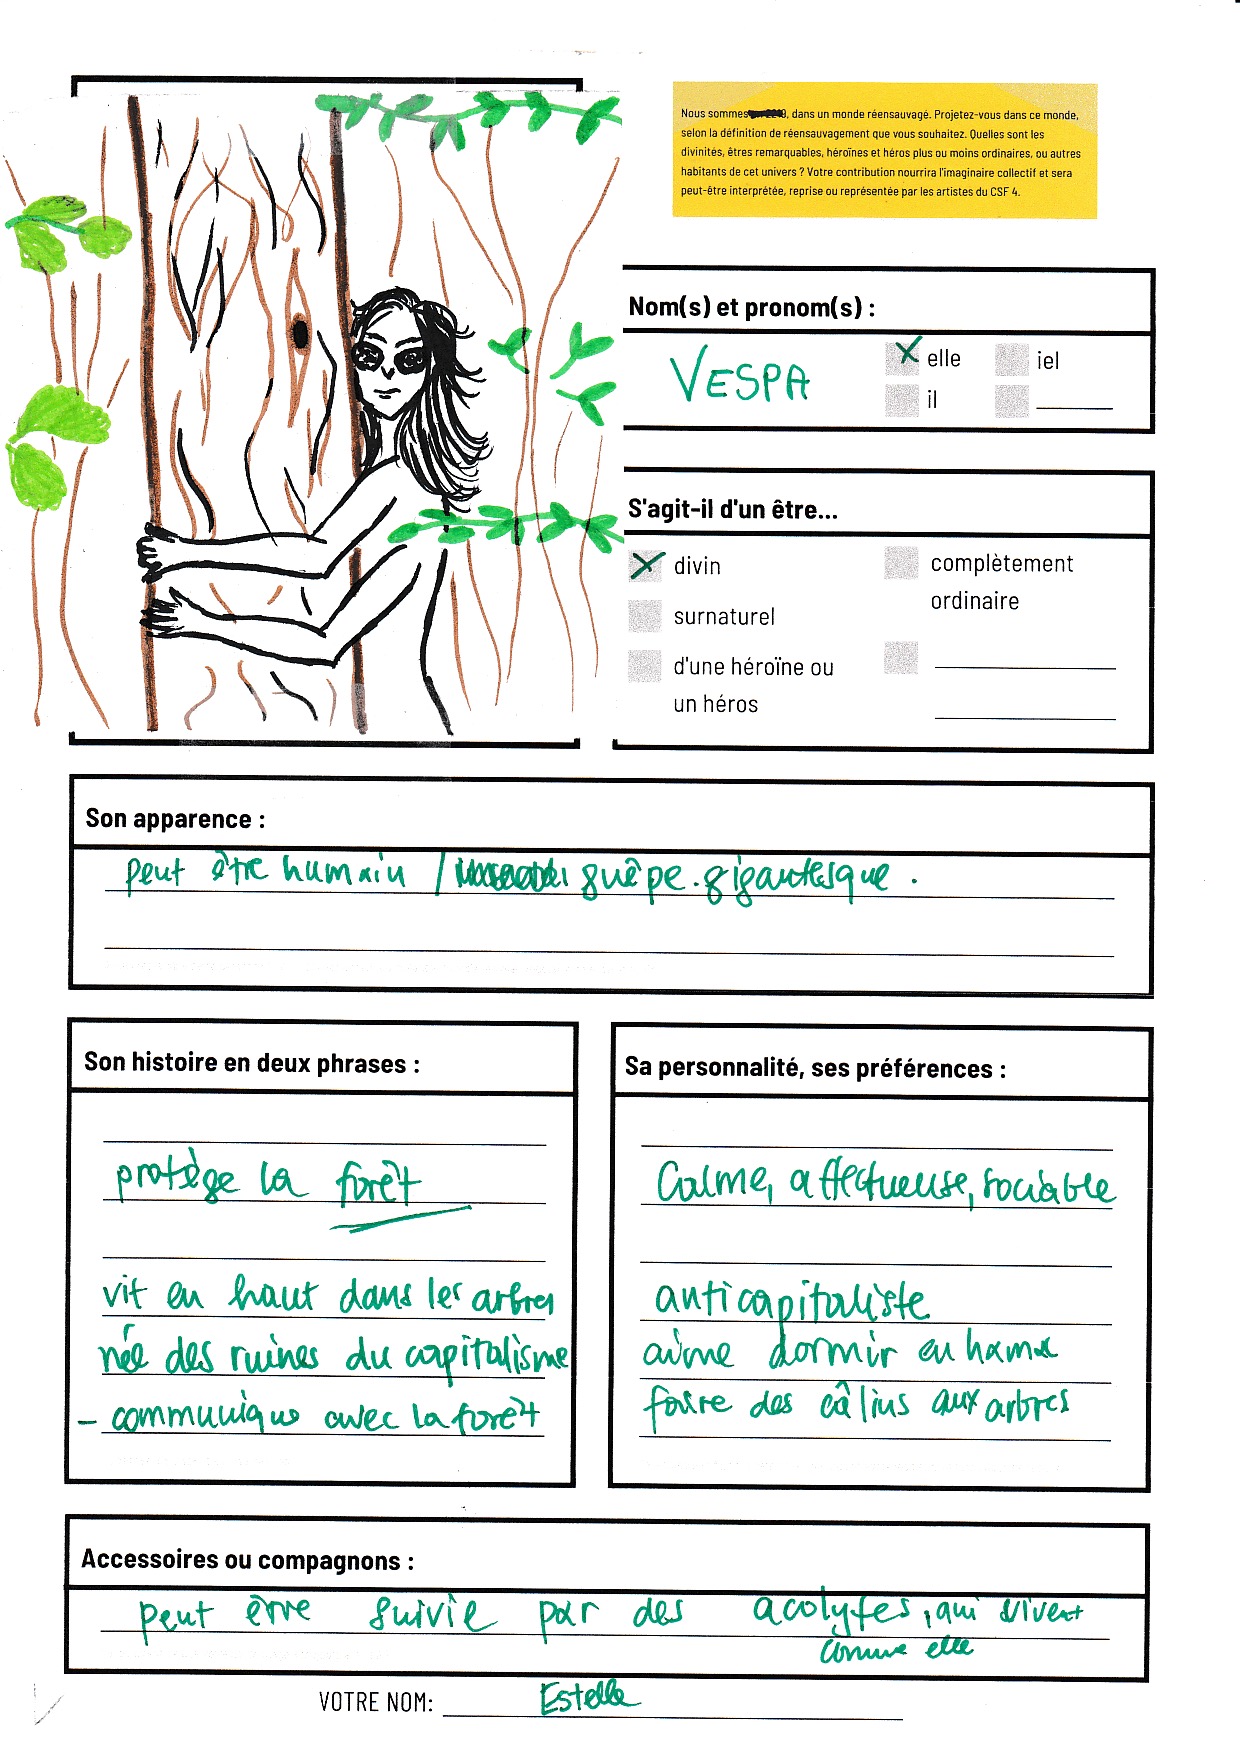 Nous sommes, dans un monde réensauvagé. Projetez-vous dans ce monde,
selon la définition de réensauvagement que vous souhaitez. Quelles sont les
divinités, êtres remarquables, héroïnes et héros plus ou moins ordinaires, ou autres
habitants de cet univers ? Votre contribution nourrira l'imaginaire collectif et sera
peut-être interprétée, reprise ou représentée par les artistes du CSF 4.
Nom(s) et pronom(s) :
VESPA
X elle
iel
il
S'agit-il d'un être...
X divin
complètement
ordinaire
surnaturel
d'une héroïne ou
un héros
Son apparence :
peut être humain / guêpe gigantesque.
Son histoire en deux phrases :
protège la forêt
vit en haut dans les arbres
née des ruines du capitalisme
- communique avec la forêt
Sa personnalité, ses préférences :
Calme, affectueuse, sociable
anticapitaliste
aime dormir en hamac
faire des câlins aux arbres
Accessoires ou compagnons :
peut être suivie par des acolytes, qui vivent
comme elle
VOTRE NOM: Estelle